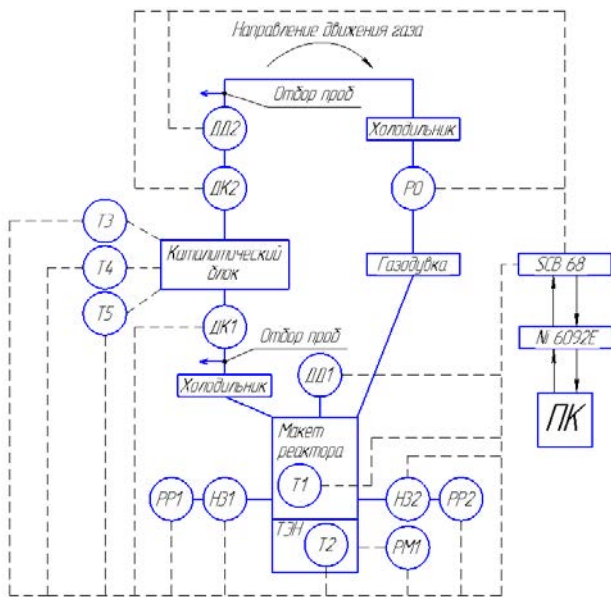 Направление движения газа
Отбор проб
ДД2
Холодильник
ДК2
РО
Т3
Т4
Т5
Каталитический
блок
Газодувка
SCB 68
Ni 6092E
ПК
ДК1
Отбор проб
ДД1
Холодильник
Макет
реактора
Т1
РР1
НЗ1
НЗ2
РР2
ТЭН
Т2
РМ1